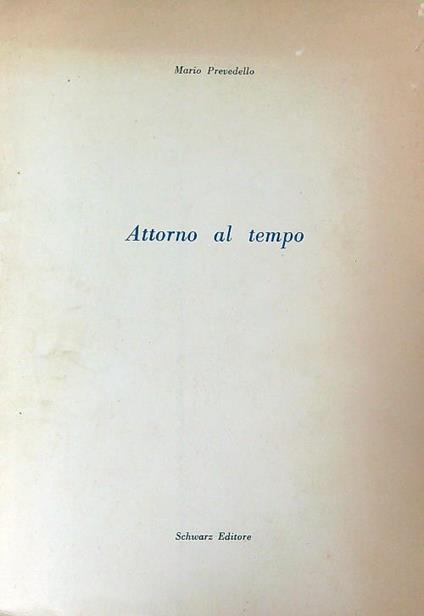 Mario Prevedello
Attorno al tempo
Schwarz Editore